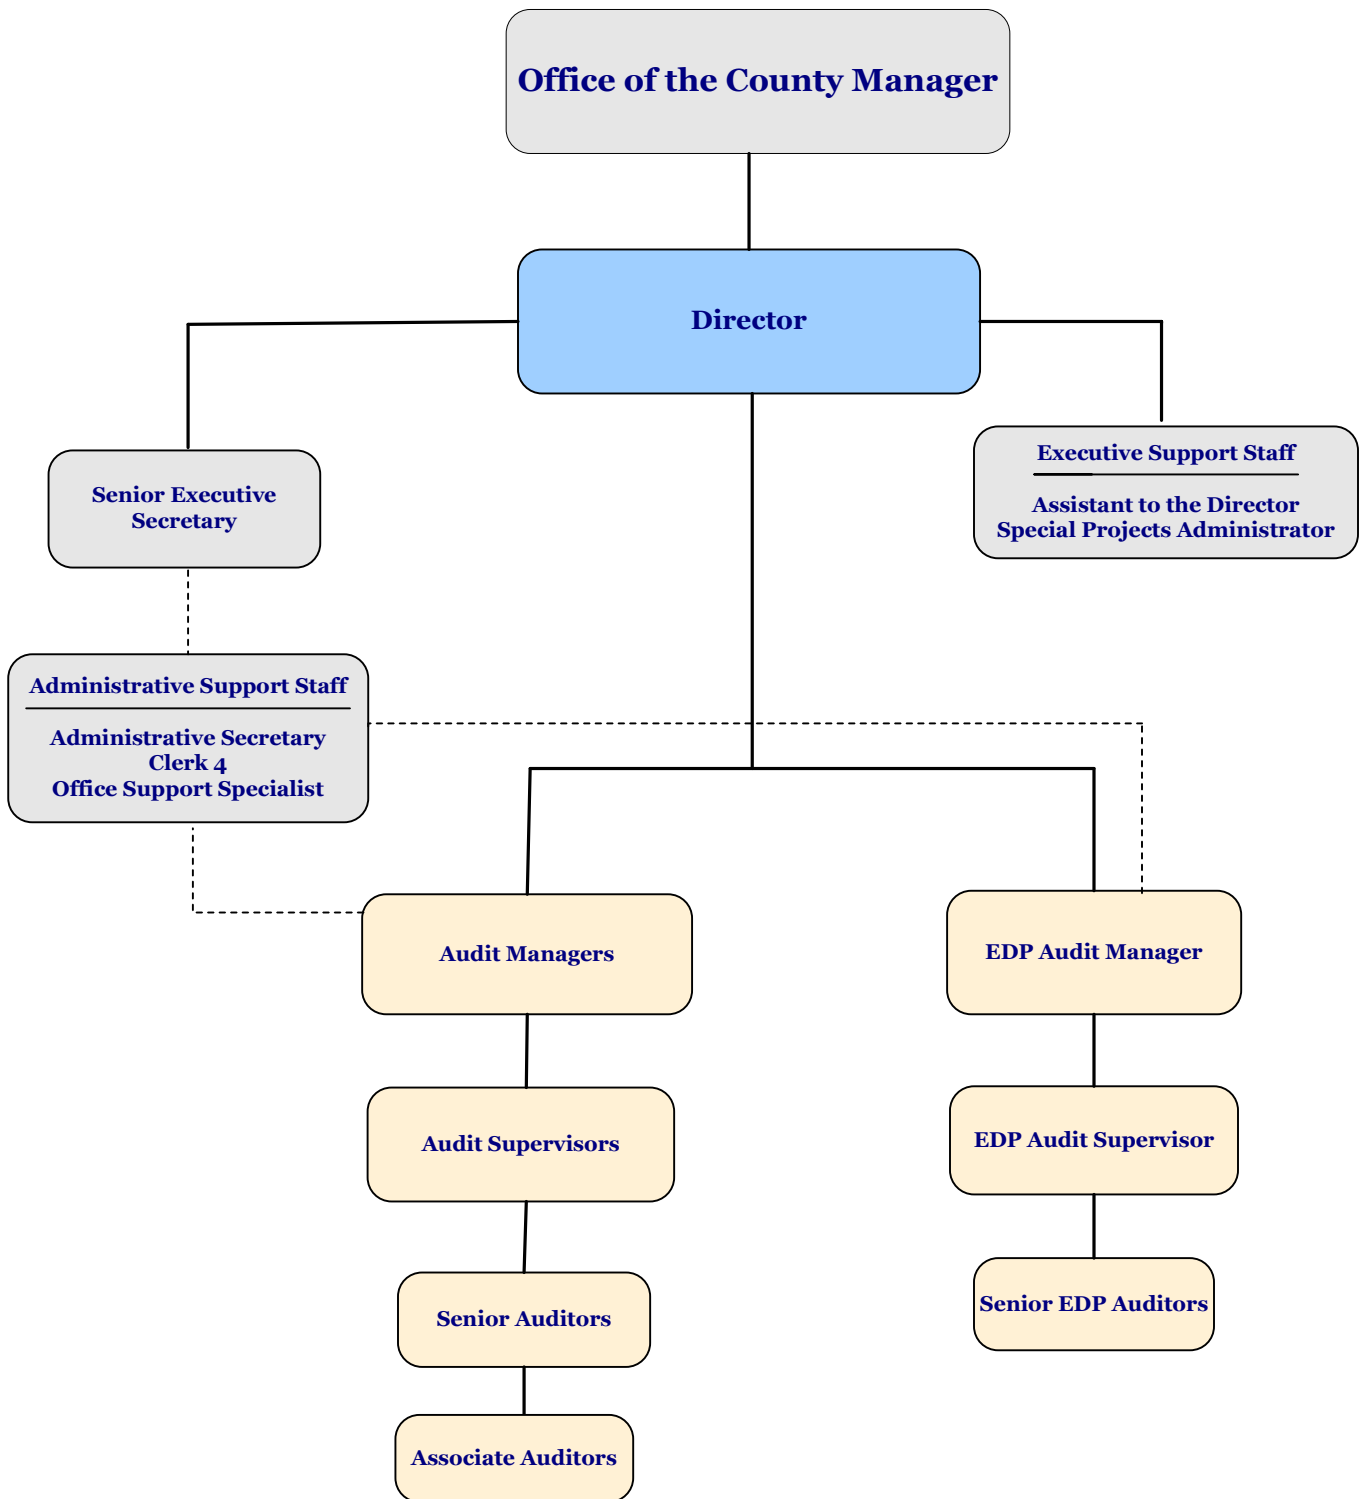 Office of the County Manager
Director
Executive Support Staff
Assistant to the Director
Special Projects Administrator
Senior Executive
Secretary
Administrative Support Staff
Administrative Secretary
Clerk 4
Office Support Specialist
Audit Managers
EDP Audit Manager
Audit Supervisors
EDP Audit Supervisor
Senior Auditors
Senior EDP Auditors
Associate Auditors